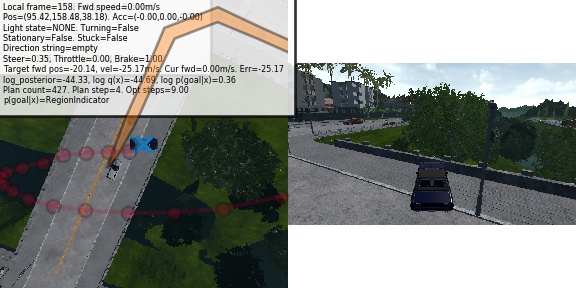 Local frame=358. Fwd speed=0.00m/s
Pos=(95.42,158.48,38.18). Acc=(-0.00,0.00,-0.00)
Light state=NONE. Turning=False
Stationary=False. Stuck=False
Direction string=empty
Steer=0.35, Throttle=0.00, Brake=1.00
Target fwd pos=-20.14, vel=-25.17m/s. Cur fwd=0.00m/s. Err=-25.17
log_posterior=-44.33, log q(x)=-44.69, log p(goal|x)=0.36
Plan count=427. Plan step=4. Opt steps=9.00
p(goal|x)=RegionIndicator